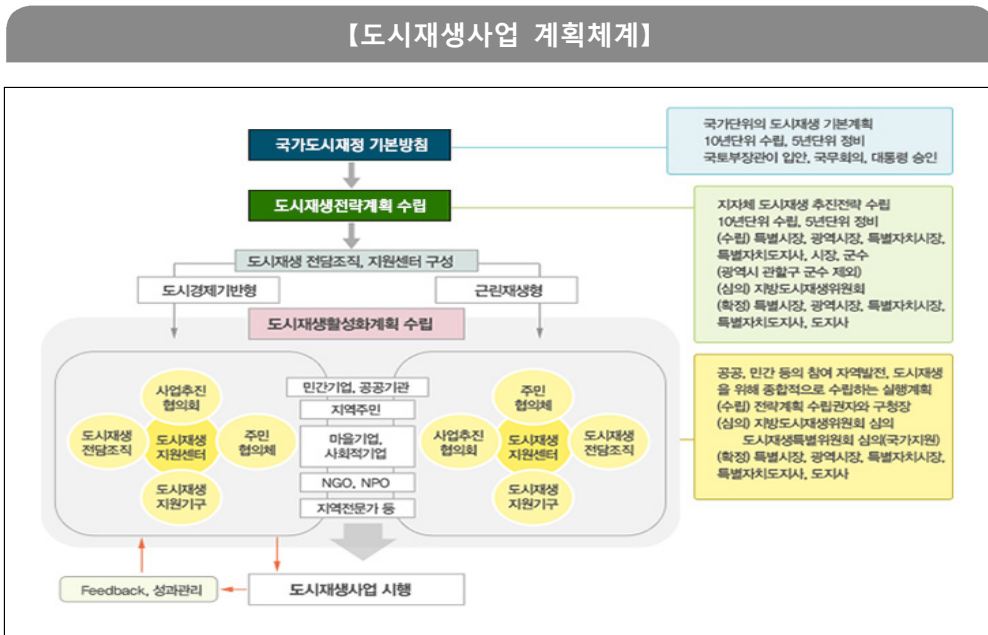 【도시재생사업 계획체계】
국가도시재정 기본방침
국가단위의 도시재생 기본계획
10년단위 수립, 5년단위 정비
국토부장관이 입안, 국무회의, 대통령 승인
도시재생전략계획 수립
지자체 도시재생 추진전략 수립
10년단위 수립, 5년단위 정비
(수립) 특별시장, 광역시장, 특별자치시장,
특별자치도지사, 시장, 군수
(광역시 관할구 군수 제외)
(심의) 지방도시재생위원회
(확정) 특별시장, 광역시장, 특별자치시장,
특별자치도지사, 도지사
도시재생 전담조직, 지원센터 구성
도시경제기반형
근린재생형
도시재생활성화계획 수립
사업추진
협의회
도시재생
전담조직
도시재생
지원센터
주민
협의체
도시재생
지원기구
민간기업, 공공기관
지역주민
마을기업,
사회적기업
NGO, NPO
지역전문가 등
주민
협의체
사업추진
협의회
도시재생
지원센터
도시재생
전담조직
도시재생
지원기구
공공, 민간 등의 참여 자역발전, 도시재생
을 위해 종합적으로 수립하는 실행계획
(수립) 전략계획 수립권자와 구청장
(심의) 지방도시재생위원회 심의
도시재생특별위원회 심의(국가지원)
(확정) 특별시장, 광역시장, 특별자치시장,
특별자치도지사, 도지사
Feedback, 성과관리
도시재생사업 시행